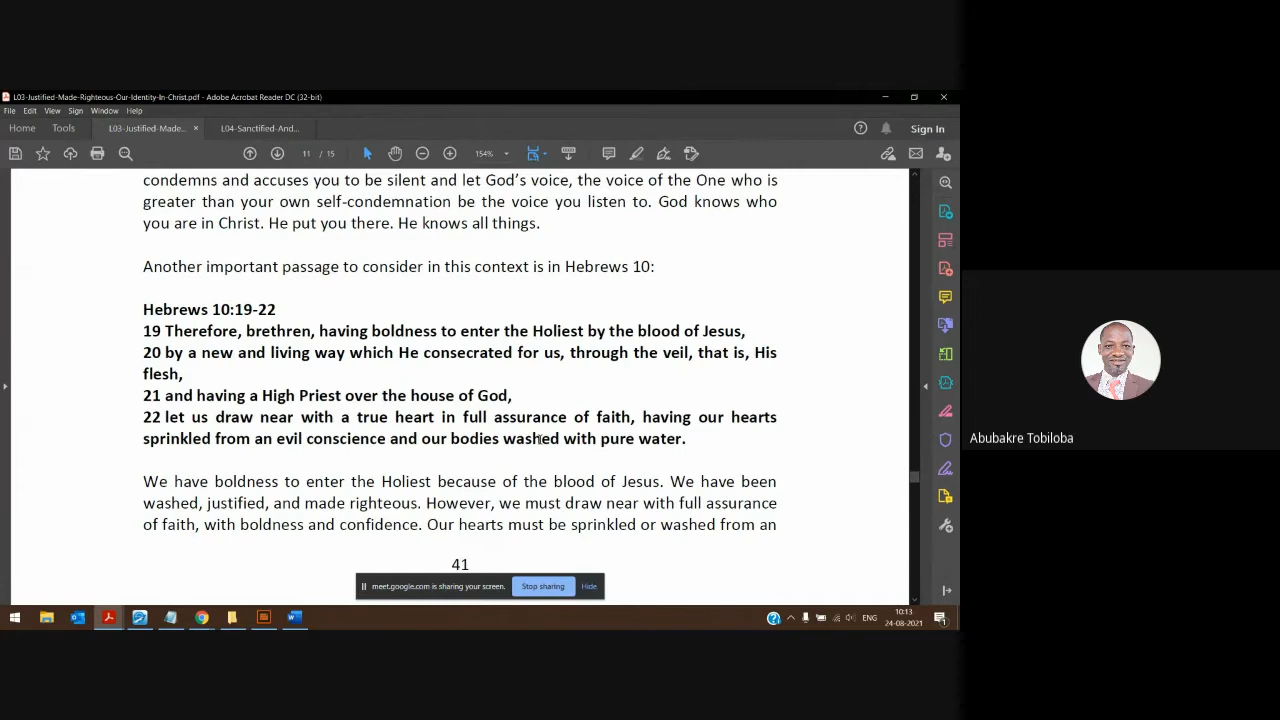 L03-Justified-Made-Righteous-Our-Identity-In-Christ.pdf - Adobe Acrobat Reader DC (32-bit)
File Edit View Sign Window Help
Home Tools L03-Justified-Made... × L04-Sanctified-And... Sign In
11 / 15 154%
condemns and accuses you to be silent and let God’s voice, the voice of the One who is
greater than your own self-condemnation be the voice you listen to. God knows who
you are in Christ. He put you there. He knows all things.
Another important passage to consider in this context is in Hebrews 10:
Hebrews 10:19-22
19 Therefore, brethren, having boldness to enter the Holiest by the blood of Jesus,
20 by a new and living way which He consecrated for us, through the veil, that is, His
flesh,
21 and having a High Priest over the house of God,
22 let us draw near with a true heart in full assurance of faith, having our hearts
sprinkled from an evil conscience and our bodies washed with pure water.
We have boldness to enter the Holiest because of the blood of Jesus. We have been
washed, justified, and made righteous. However, we must draw near with full assurance
of faith, with boldness and confidence. Our hearts must be sprinkled or washed from an
41
meet.google.com is sharing your screen. Stop sharing Hide
Abubakre Tobiloba
ENG
10:13
24-08-2021